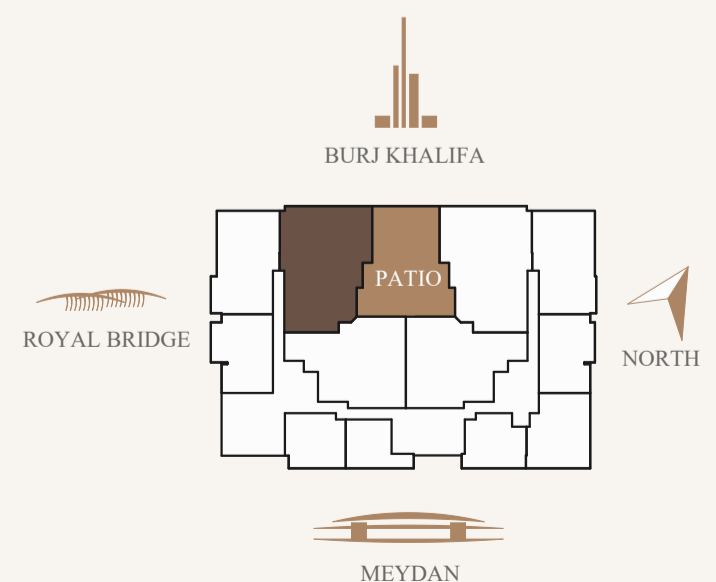 BURJ KHALIFA
PATIO
ROYAL BRIDGE
NORTH
MEYDAN